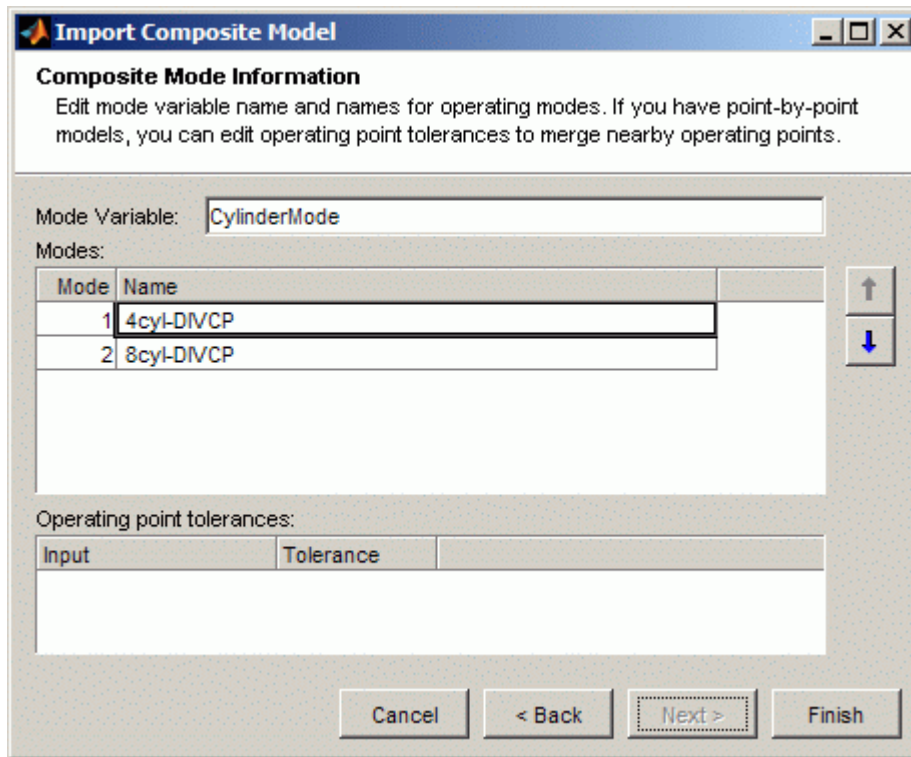 Import Composite Model
Composite Mode Information
Edit mode variable name and names for operating modes. If you have point-by-point
models, you can edit operating point tolerances to merge nearby operating points.
Mode Variable: CylinderMode
Modes:
Mode Name
1 4cyl-DIVCP
2 8cyl-DIVCP
Operating point tolerances:
Input Tolerance
Cancel < Back Next > Finish